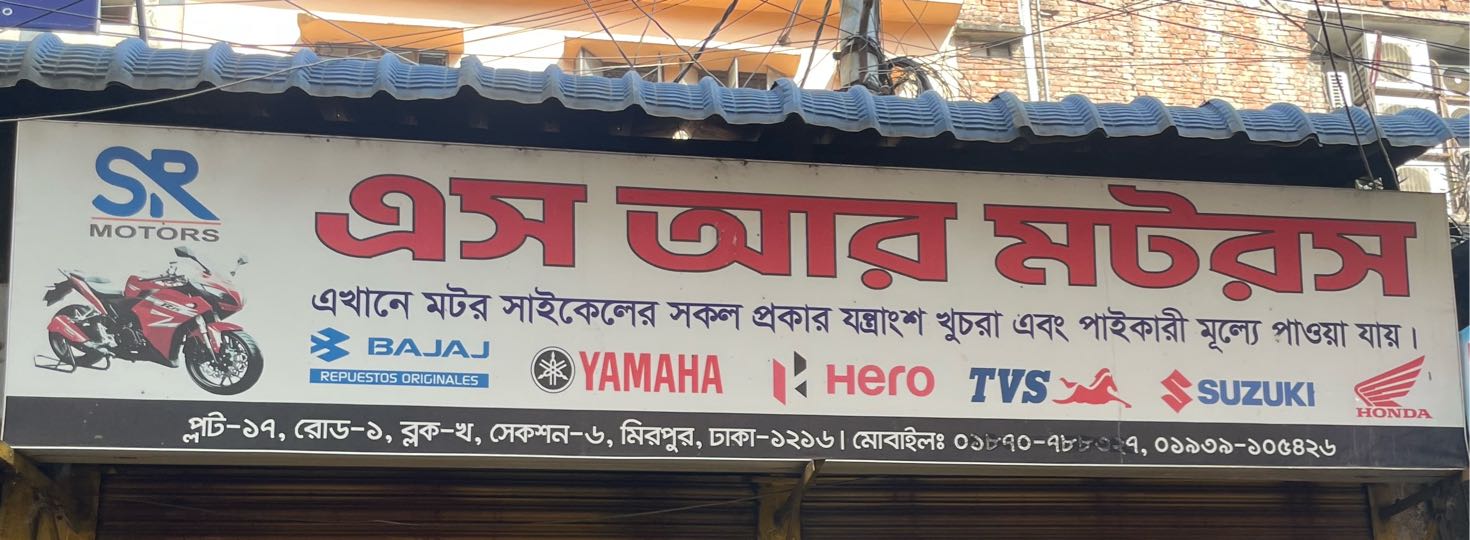 SR
MOTORS
এস আর মটরস
এখানে মটর সাইকেলের সকল প্রকার যন্ত্রাংশ খুচরা এবং পাইকারী মূল্যে পাওয়া যায়।
BAJAJ
REPUESTOS ORIGINALES
YAMAHA
Hero
TVS
SUZUKI
HONDA
প্লট-১৭, রোড-১, ব্লক-খ, সেকশন-৬, মিরপুর, ঢাকা-১২১৬। মোবাইলঃ ০১৯৩৯-১০৫৪২৬